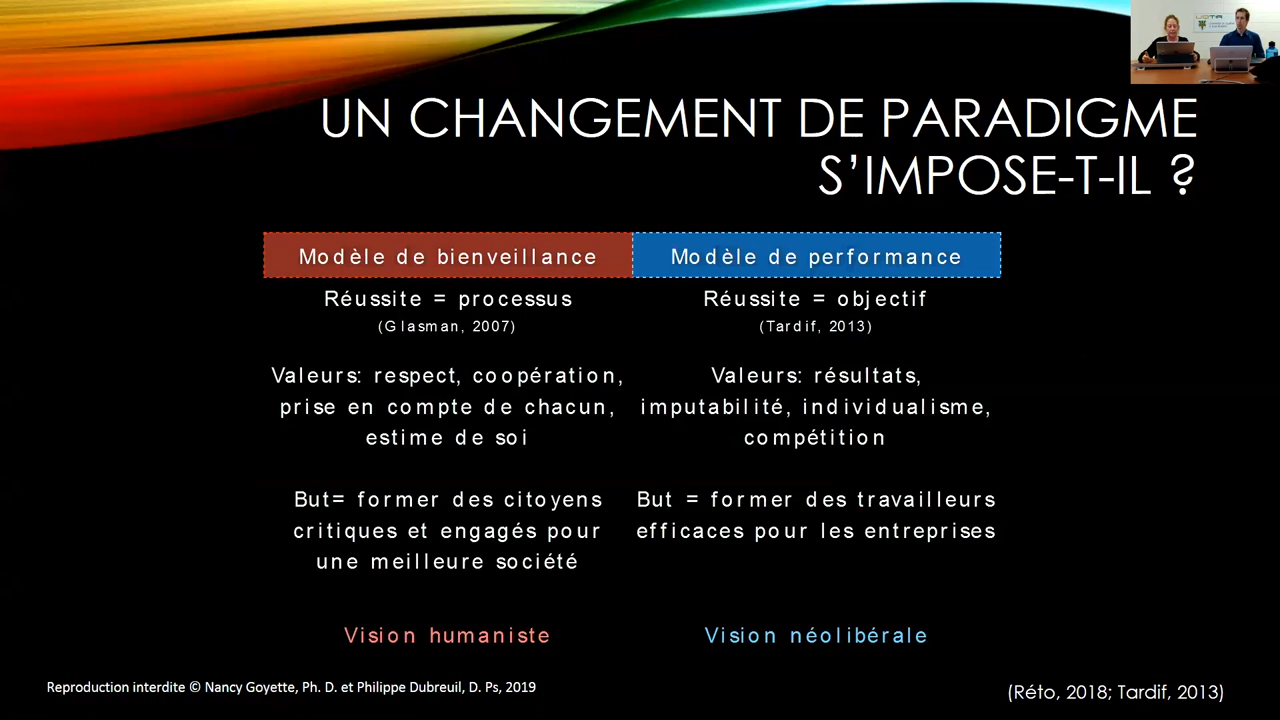 UN CHANGEMENT DE PARADIGME
S’IMPOSE-T-IL ?
Modèle de bienveillance
Modèle de performance
Réussite = processus
(Glasman, 2007)
Réussite = objectif
(Tardif, 2013)
Valeurs: respect, coopération,
prise en compte de chacun,
estime de soi
Valeurs: résultats,
imputabilité, individualisme,
compétition
But= former des citoyens
critiques et engagés pour
une meilleure société
But = former des travailleurs
efficaces pour les entreprises
Vision humaniste
Vision néolibérale
Reproduction interdite © Nancy Goyette, Ph. D. et Philippe Dubreuil, D. Ps, 2019
(Réto, 2018; Tardif, 2013)